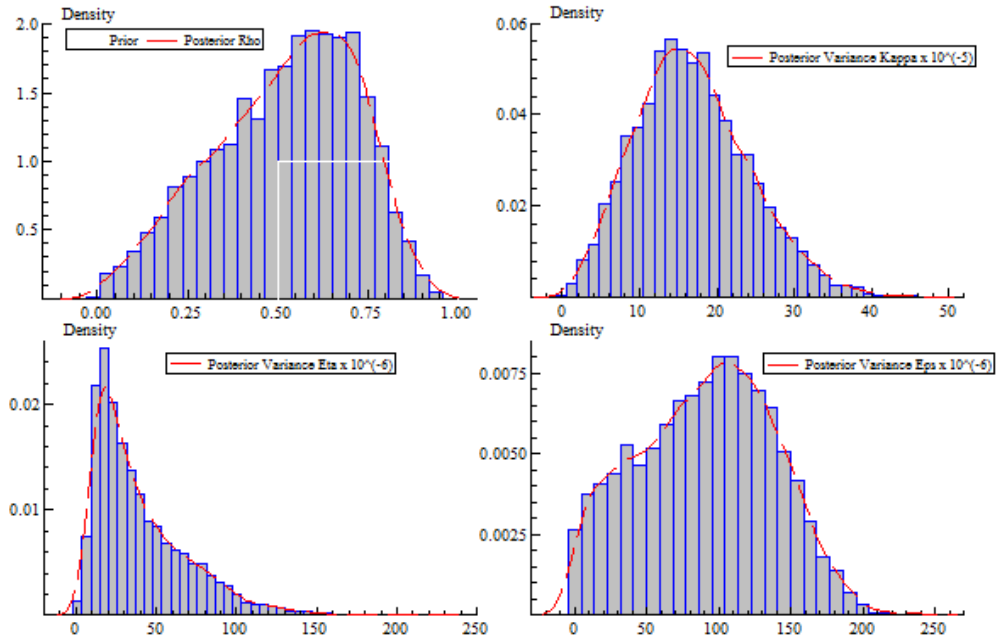 Density
2.0
Prior Posterior Rho
1.5
1.0
0.5
0.00 0.25 0.50 0.75 1.00
Density
0.06
Posterior Variance Kappa x 10^(-5)
0.04
0.02
0 10 20 30 40 50
Density
Posterior Variance Eta x 10^(-6)
0.02
0.01
0 50 100 150 200 250
Density
Posterior Variance Eps x 10^(-6)
0.0075
0.0050
0.0025
0 50 100 150 200 250